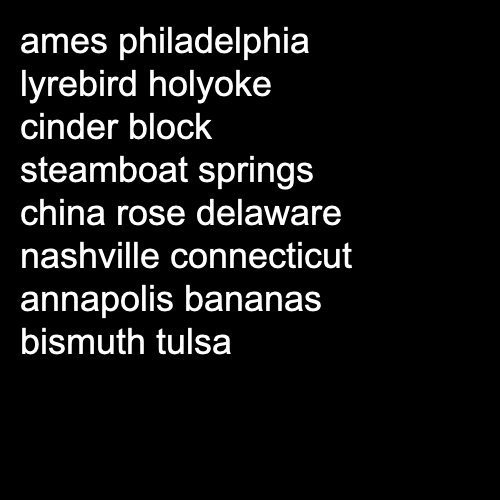 ames philadelphia
lyrebird holyoke
cinder block
steamboat springs
china rose delaware
nashville connecticut
annapolis bananas
bismuth tulsa